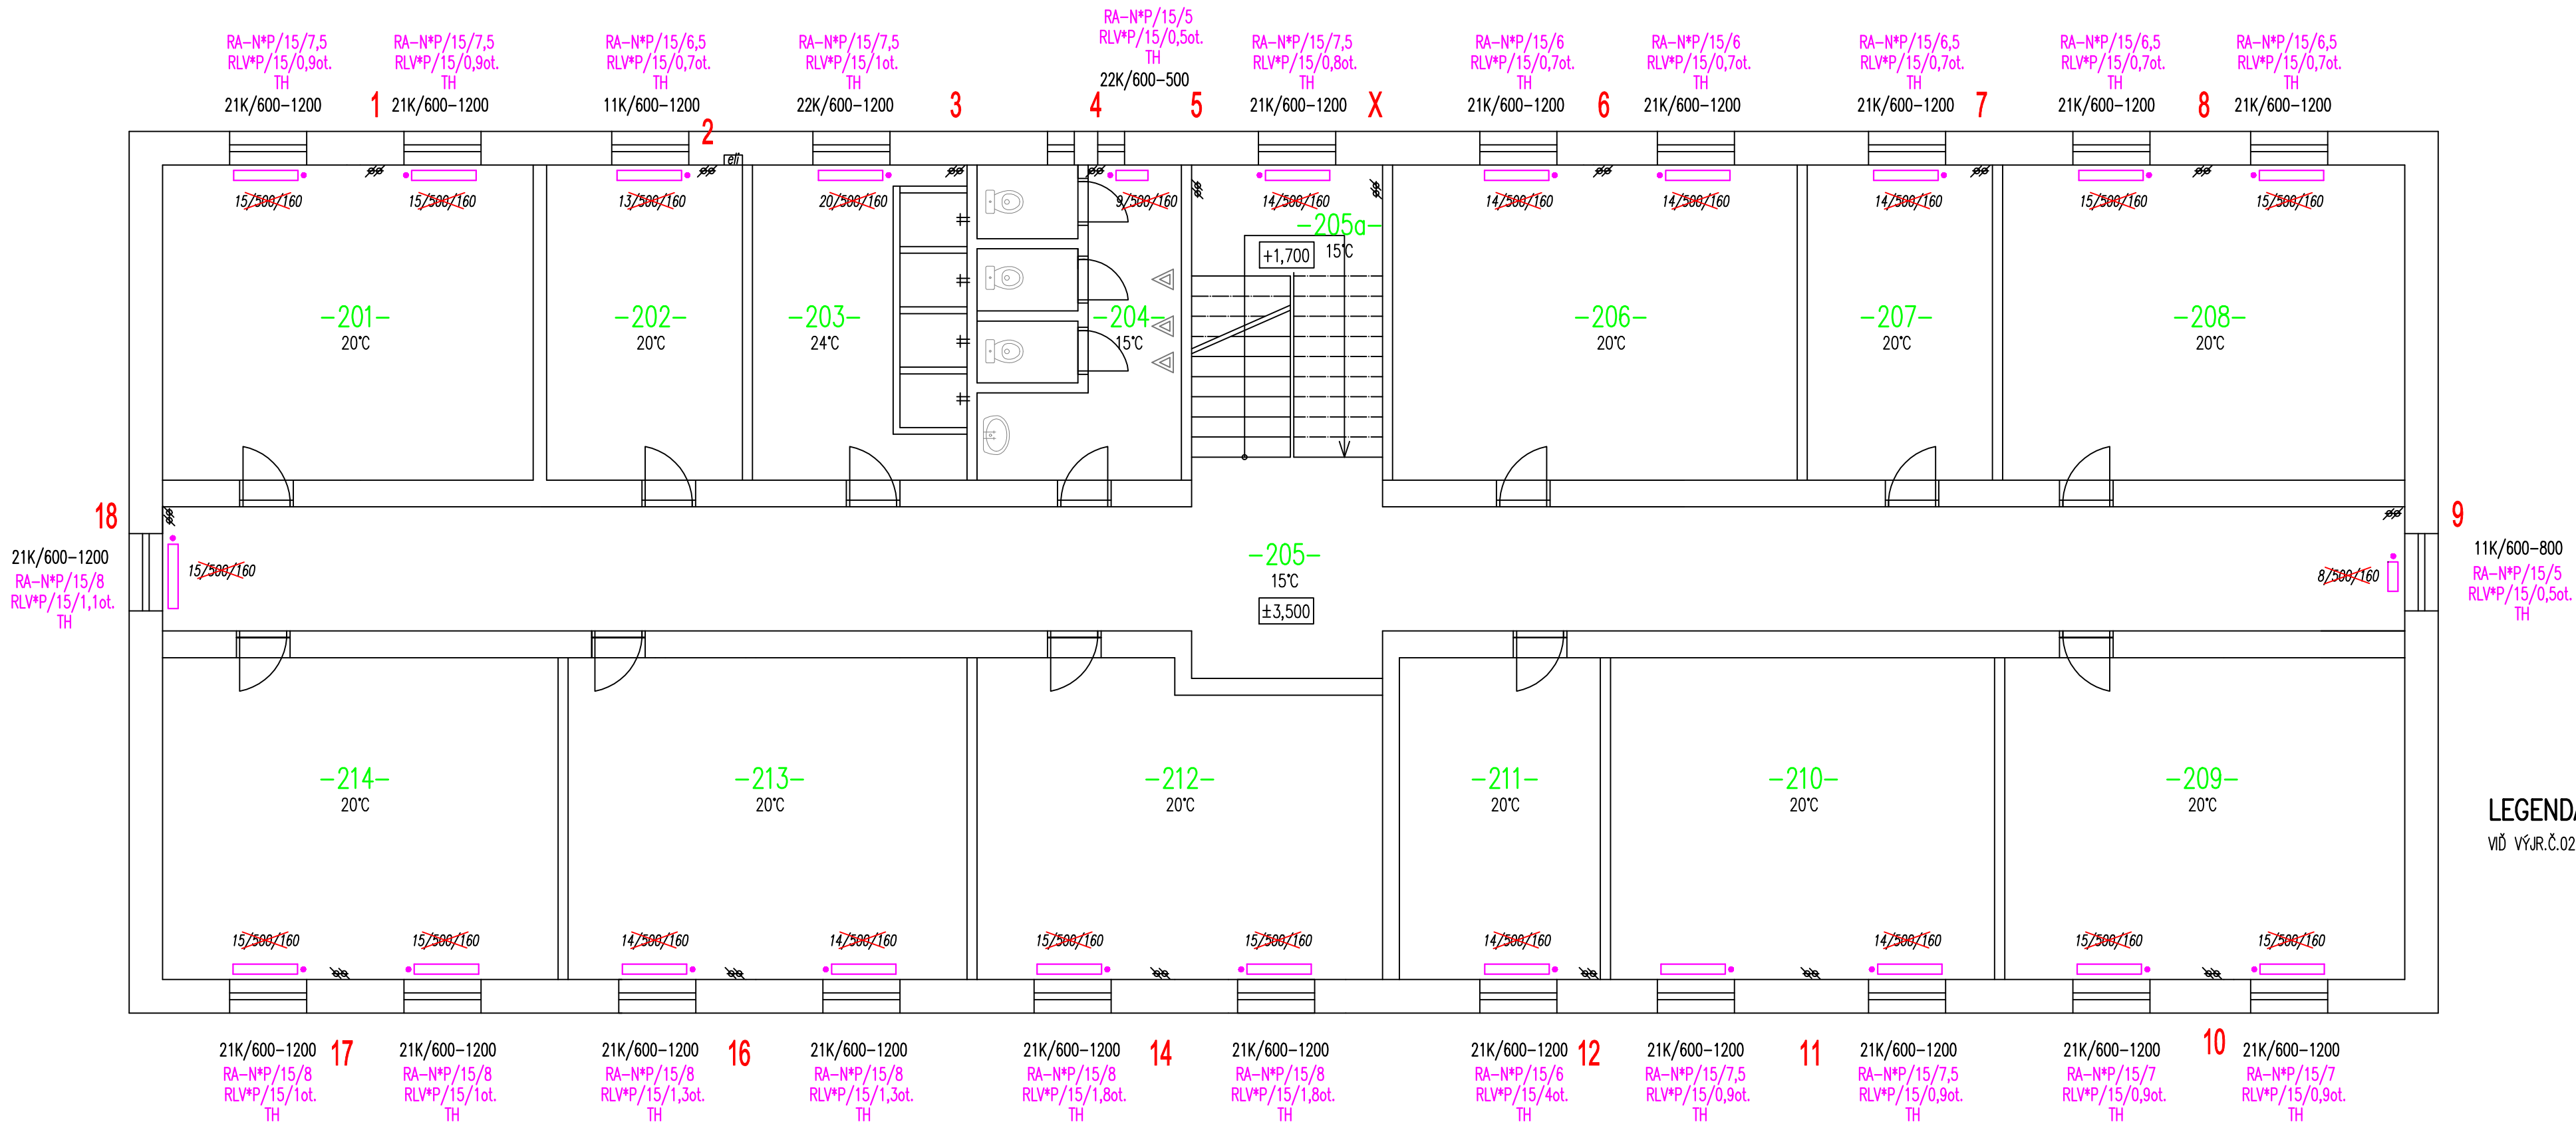 RA-N*P/15/7,5
RLV*P/15/0,9ot.
TH
21K/600-1200
1
RA-N*P/15/7,5
RLV*P/15/0,9ot.
TH
21K/600-1200
RA-N*P/15/6,5
RLV*P/15/0,7ot.
TH
11K/600-1200
2
RA-N*P/15/7,5
RLV*P/15/1ot.
TH
22K/600-1200
3
4
RA-N*P/15/5
RLV*P/15/0,5ot.
TH
22K/600-500
5
RA-N*P/15/7,5
RLV*P/15/0,8ot.
TH
21K/600-1200
X
RA-N*P/15/6
RLV*P/15/0,7ot.
TH
21K/600-1200
6
RA-N*P/15/6
RLV*P/15/0,7ot.
TH
21K/600-1200
RA-N*P/15/6,5
RLV*P/15/0,7ot.
TH
21K/600-1200
7
RA-N*P/15/6,5
RLV*P/15/0,7ot.
TH
21K/600-1200
8
RA-N*P/15/6,5
RLV*P/15/0,7ot.
TH
21K/600-1200
eli
15/500/160
15/500/160
13/500/160
20/500/160
9/500/160
14/500/160
14/500/160
14/500/160
14/500/160
15/500/160
15/500/160
-205a-
15°C
+1,700
-201-
20°C
-202-
20°C
-203-
24°C
-204-
15°C
-206-
20°C
-207-
20°C
-208-
20°C
18
21K/600-1200
RA-N*P/15/8
RLV*P/15/1,1ot.
TH
15/500/160
-205-
15°C
±3,500
8/500/160
9
11K/600-800
RA-N*P/15/5
RLV*P/15/0,5ot.
TH
-214-
20°C
-213-
20°C
-212-
20°C
-211-
20°C
-210-
20°C
-209-
20°C
LEGENDA
VIĎ VÝJR.Č.02
15/500/160
15/500/160
14/500/160
14/500/160
15/500/160
15/500/160
14/500/160
14/500/160
15/500/160
15/500/160
21K/600-1200
RA-N*P/15/8
RLV*P/15/1ot.
TH
17
21K/600-1200
RA-N*P/15/8
RLV*P/15/1ot.
TH
21K/600-1200
RA-N*P/15/8
RLV*P/15/1,3ot.
TH
16
21K/600-1200
RA-N*P/15/8
RLV*P/15/1,3ot.
TH
21K/600-1200
RA-N*P/15/8
RLV*P/15/1,8ot.
TH
14
21K/600-1200
RA-N*P/15/8
RLV*P/15/1,8ot.
TH
21K/600-1200
RA-N*P/15/6
RLV*P/15/4ot.
TH
12
21K/600-1200
RA-N*P/15/7,5
RLV*P/15/0,9ot.
TH
11
21K/600-1200
RA-N*P/15/7,5
RLV*P/15/0,9ot.
TH
21K/600-1200
RA-N*P/15/7
RLV*P/15/0,9ot.
TH
10
21K/600-1200
RA-N*P/15/7
RLV*P/15/0,9ot.
TH